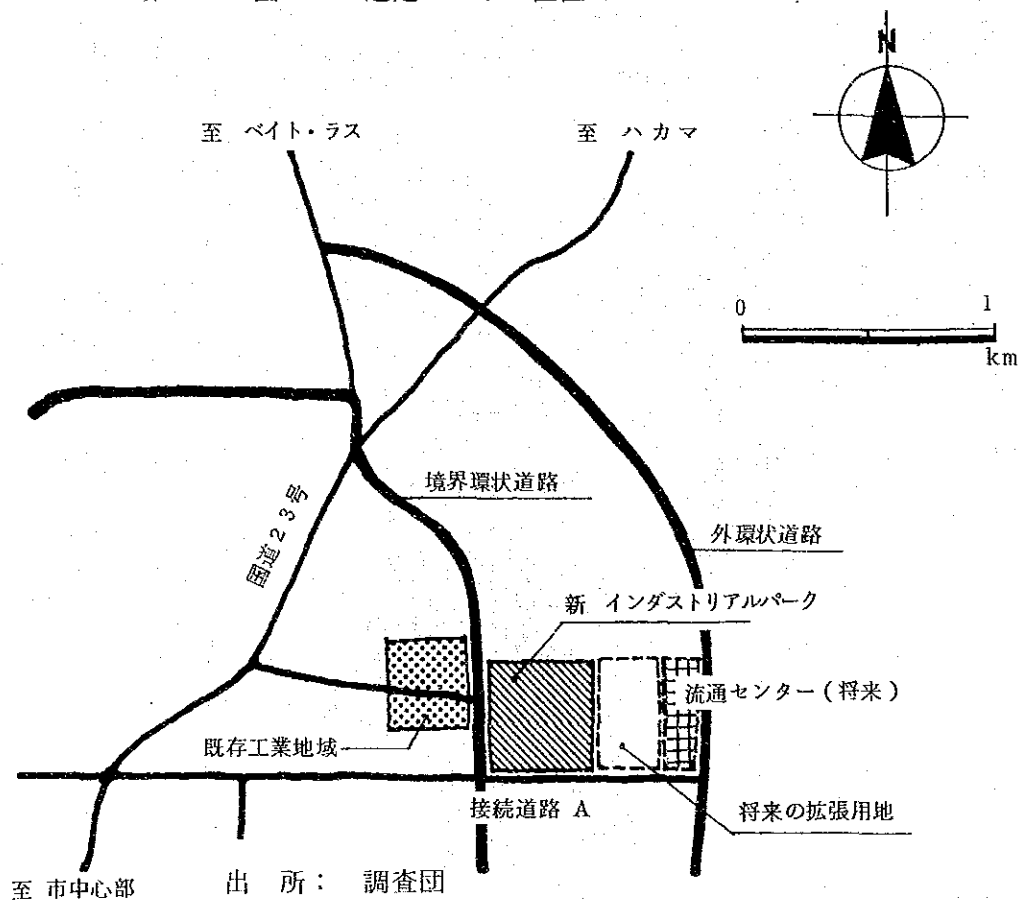 N
至 ベイト・ラス
至 ハカマ
0 1
km
境界環状道路
国道23号
外環状道路
新 インダストリアルパーク
流通センター(将来)
既存工業地域
接続道路 A
将来の拡張用地
至 市中心部
出 所: 調査団